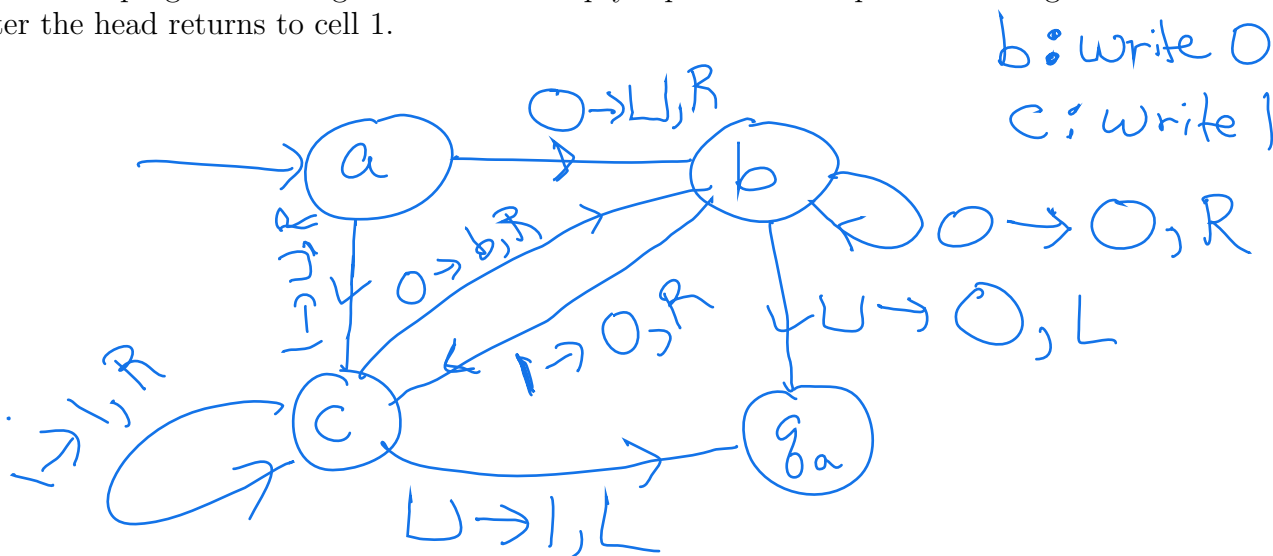 ter the head returns to cell 1.
b: write 0
c: write 1
0→⊔,R
a
b
0→0,R
1→⊔,R
0→b,R
1→0,R
⊔→0,L
1→1,R
c
qa
⊔→1,L